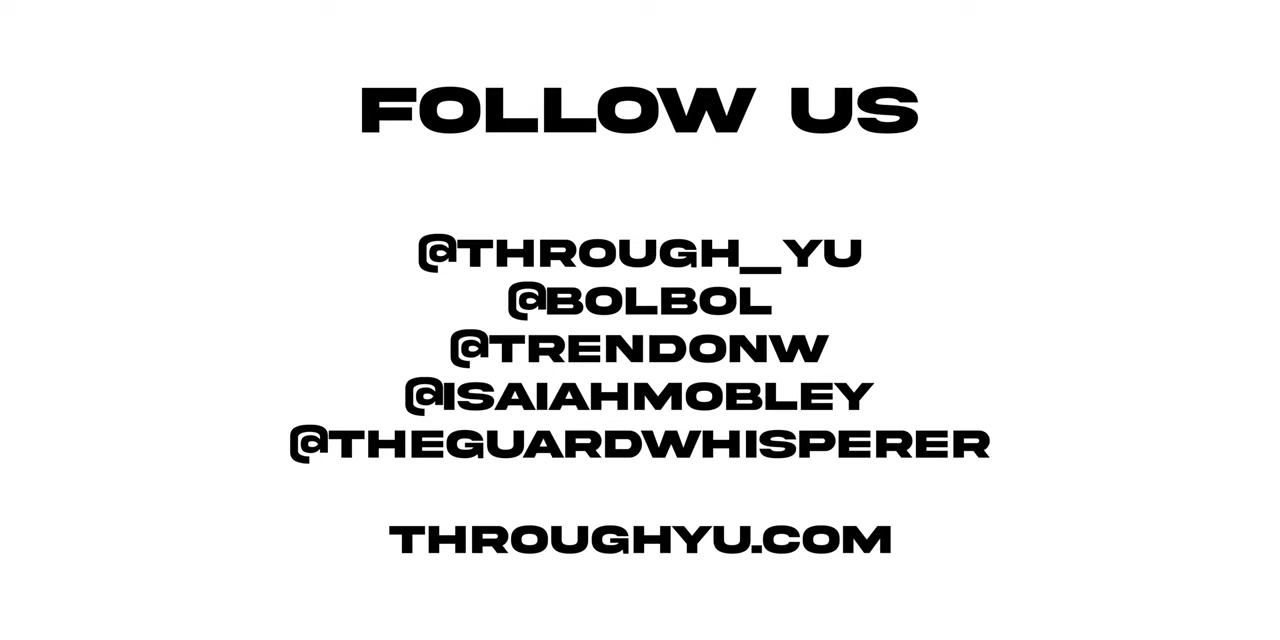 FOLLOW US
@THROUGH_YU
@BOLBOL
@TRENDONW
@ISAIAHMOBLEY
@THEGUARDWHISPERER
THROUGHYU.COM